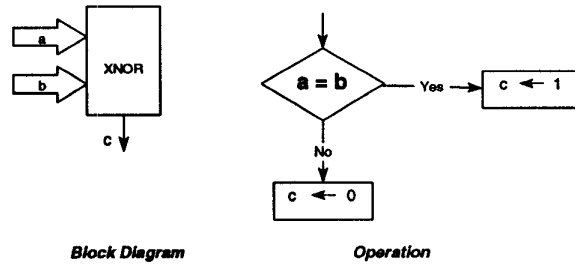 a
XNOR
b
c
a = b
Yes
c ← 1
No
c ← 0
Block Diagram
Operation